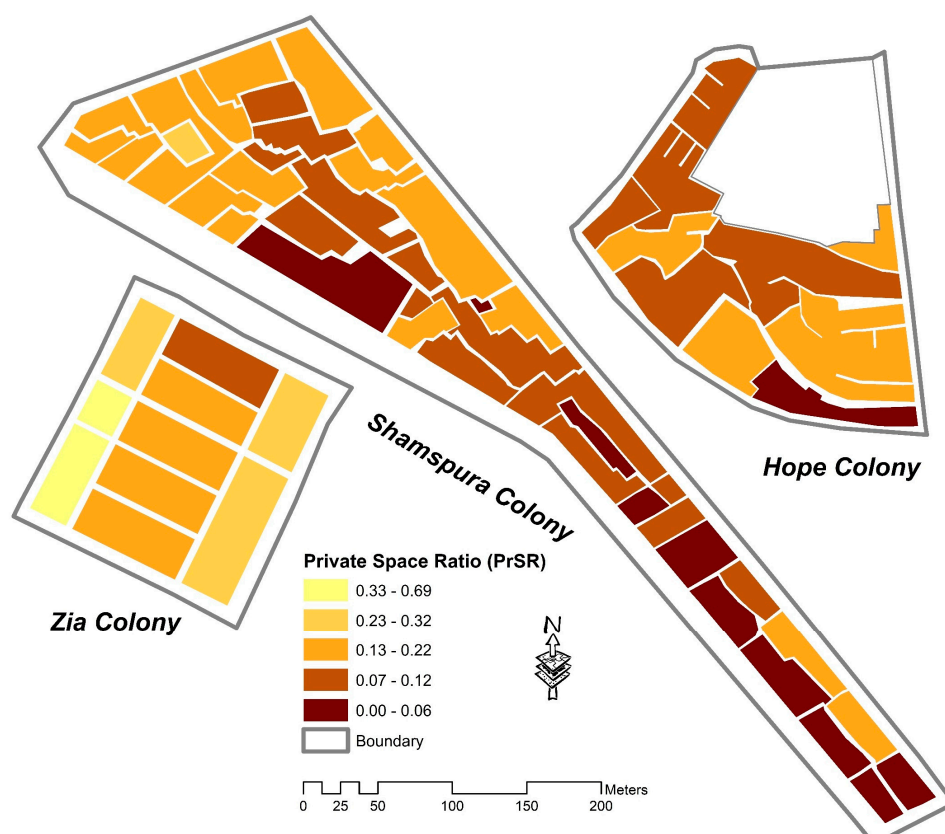 Hope Colony
Shamspura Colony
Zia Colony
Private Space Ratio (PrSR)
0.33 - 0.69
0.23 - 0.32
0.13 - 0.22
0.07 - 0.12
0.00 - 0.06
Boundary
N
Meters
0 25 50 100 150 200